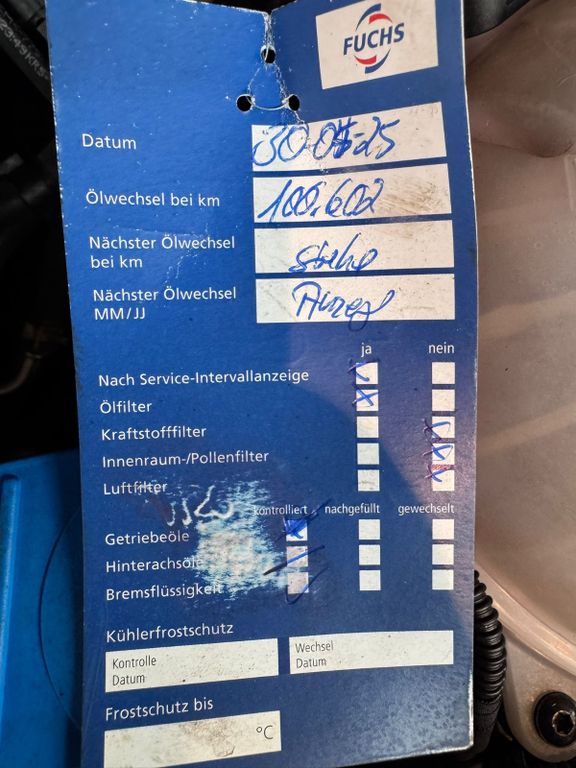 FUCHS
Datum
Ölwechsel bei km 100.602
Nächster Ölwechsel
bei km siehe
Nächster Ölwechsel
MM/JJ Anzeige
ja nein
Nach Service-Intervallanzeige
Ölfilter
Kraftstofffilter
Innenraum-/Pollenfilter
Luftfilter
kontrolliert nachgefüllt gewechselt
Getriebeöle
Hinterachsöl
Bremsflüssigkeit
Kühlerfrostschutz
Kontrolle
Datum
Wechsel
Datum
Frostschutz bis
°C